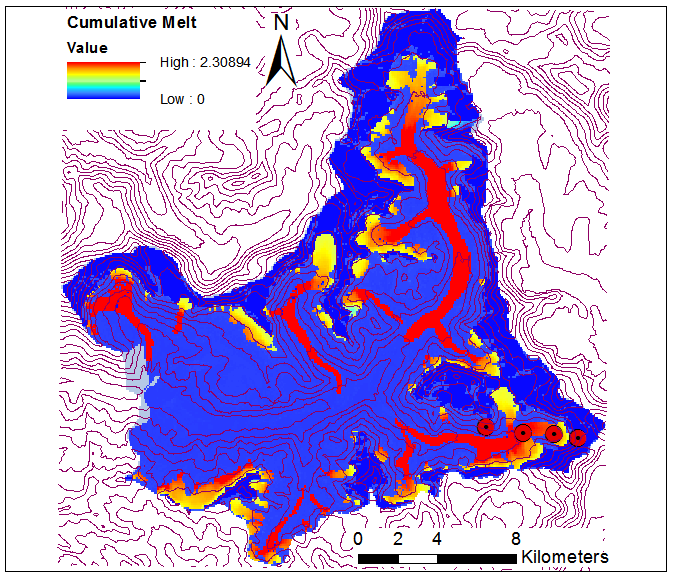 Cumulative Melt
Value
High : 2.30894
Low : 0
N
0 2 4 8
Kilometers